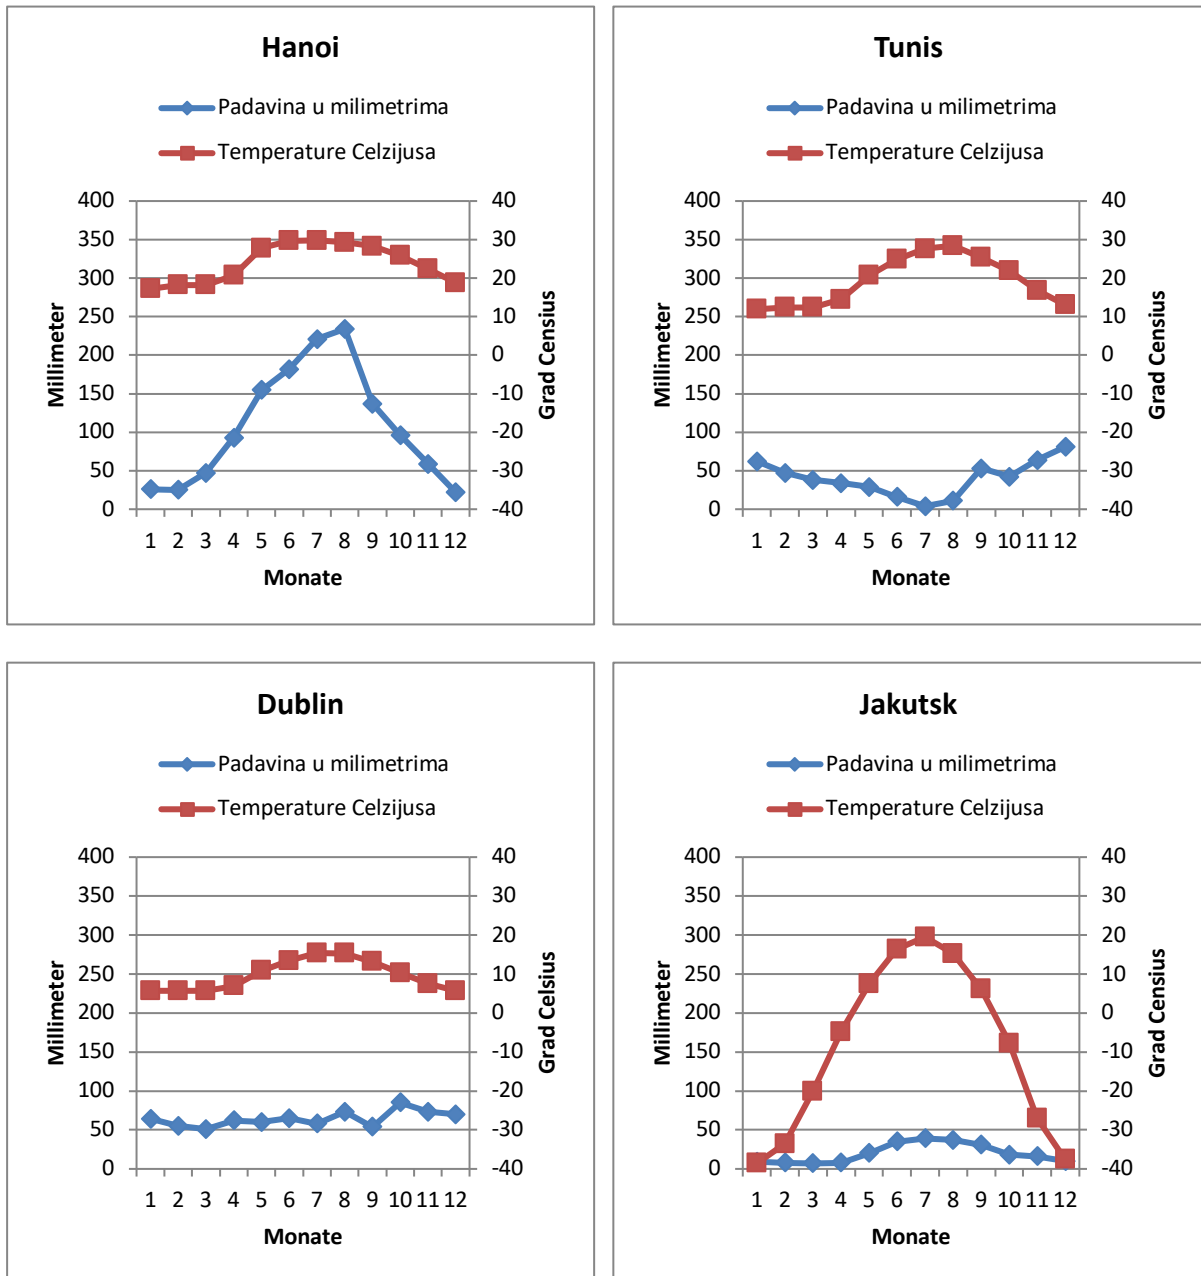 Hanoi
Padavina u milimetrima
Temperature Celzijusa
400 40
350 30
300 20
250 10
200 0
150 -10
100 -20
50 -30
0 -40
Millimeter
Grad Censius
1 2 3 4 5 6 7 8 9 10 11 12
Monate
Tunis
Padavina u milimetrima
Temperature Celzijusa
400 40
350 30
300 20
250 10
200 0
150 -10
100 -20
50 -30
0 -40
Millimeter
Grad Censius
1 2 3 4 5 6 7 8 9 10 11 12
Monate
Dublin
Padavina u milimetrima
Temperature Celzijusa
400 40
350 30
300 20
250 10
200 0
150 -10
100 -20
50 -30
0 -40
Millimeter
Grad Celsius
1 2 3 4 5 6 7 8 9 10 11 12
Monate
Jakutsk
Padavina u milimetrima
Temperature Celzijusa
400 40
350 30
300 20
250 10
200 0
150 -10
100 -20
50 -30
0 -40
Millimeter
Grad Censius
1 2 3 4 5 6 7 8 9 10 11 12
Monate